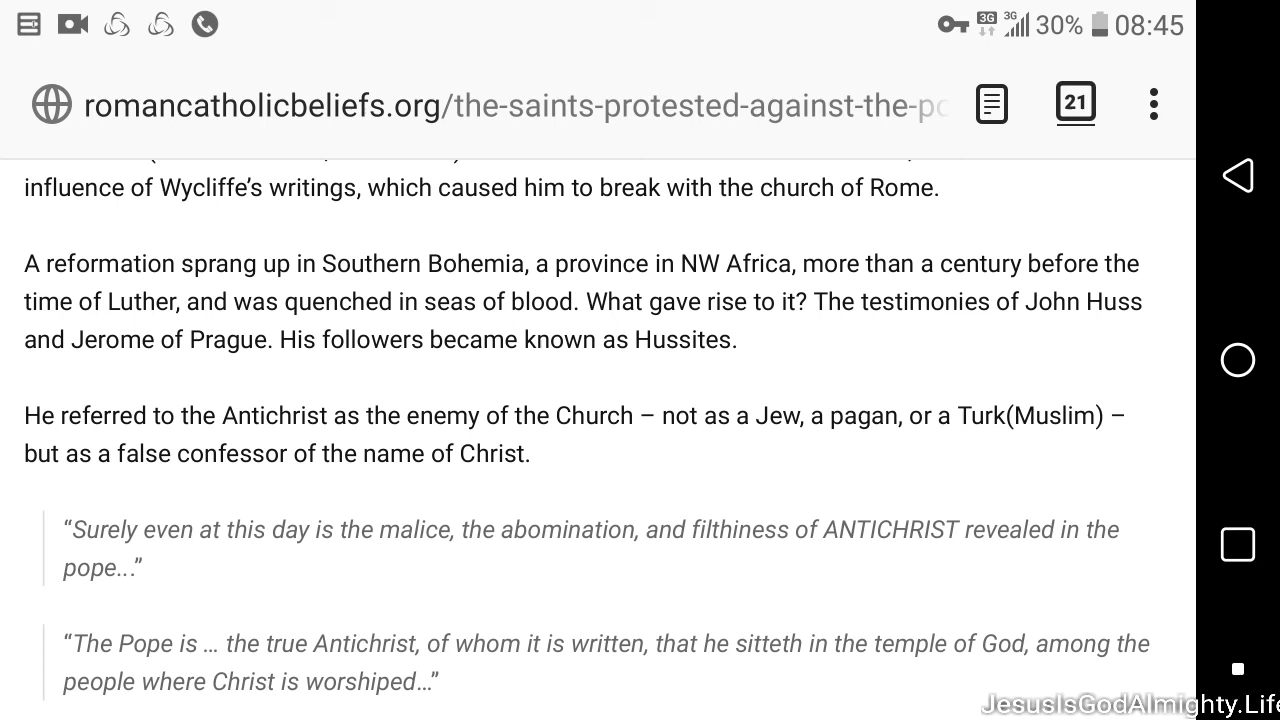 3G 3G 30% 08:45
romancatholicbeliefs.org/the-saints-protested-against-the-po
21
influence of Wycliffe’s writings, which caused him to break with the church of Rome.
A reformation sprang up in Southern Bohemia, a province in NW Africa, more than a century before the
time of Luther, and was quenched in seas of blood. What gave rise to it? The testimonies of John Huss
and Jerome of Prague. His followers became known as Hussites.
He referred to the Antichrist as the enemy of the Church – not as a Jew, a pagan, or a Turk(Muslim) –
but as a false confessor of the name of Christ.
“Surely even at this day is the malice, the abomination, and filthiness of ANTICHRIST revealed in the
pope...”
“The Pope is … the true Antichrist, of whom it is written, that he sitteth in the temple of God, among the
people where Christ is worshiped…”
JesusIsGodAlmighty.Life